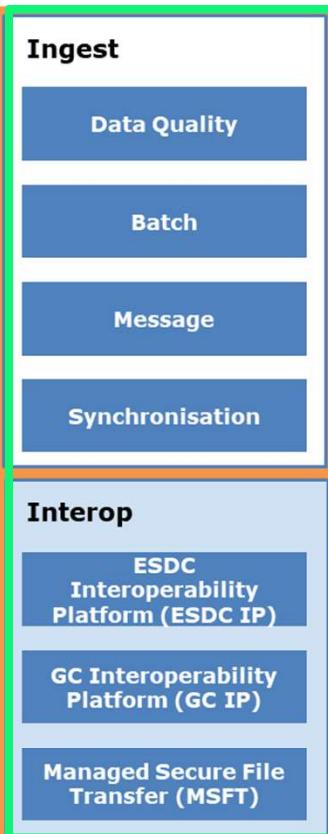 Ingest
Data Quality
Batch
Message
Synchronisation
Interop
ESDC
Interoperability
Platform (ESDC IP)
GC Interoperability
Platform (GC IP)
Managed Secure File
Transfer (MSFT)